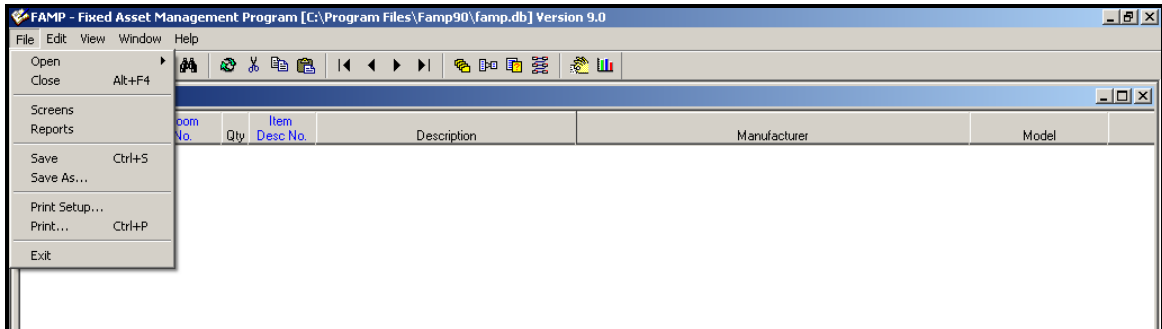 FAMP - Fixed Asset Management Program [C:\Program Files\Famp90\famp.db] Version 9.0
File Edit View Window Help
Open
Close Alt+F4
Screens
Reports
Save Ctrl+S
Save As...
Print Setup...
Print... Ctrl+P
Exit
oom No. Qty Item Desc No. Description Manufacturer Model